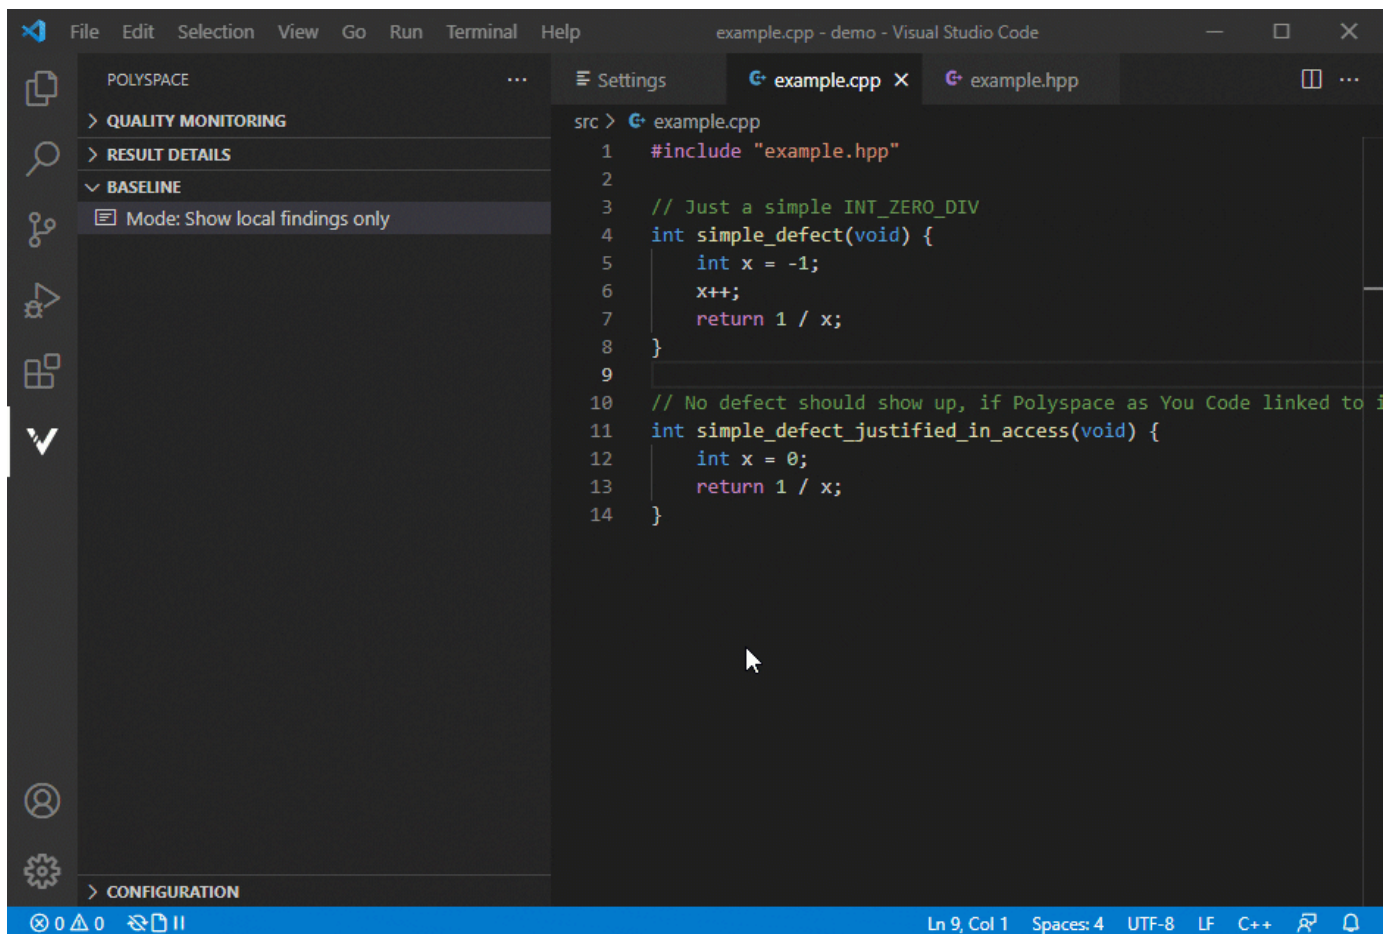 File Edit Selection View Go Run Terminal Help example.cpp - demo - Visual Studio Code
POLYSPACE
QUALITY MONITORING
RESULT DETAILS
BASELINE
Mode: Show local findings only
CONFIGURATION
Settings example.cpp example.hpp
src > example.cpp
1 #include "example.hpp"
2
3 // Just a simple INT_ZERO_DIV
4 int simple_defect(void) {
5 int x = -1;
6 x++;
7 return 1 / x;
8 }
9
10 // No defect should show up, if Polyspace as You Code linked to i
11 int simple_defect_justified_in_access(void) {
12 int x = 0;
13 return 1 / x;
14 }
0 0 Ln 9, Col 1 Spaces: 4 UTF-8 LF C++